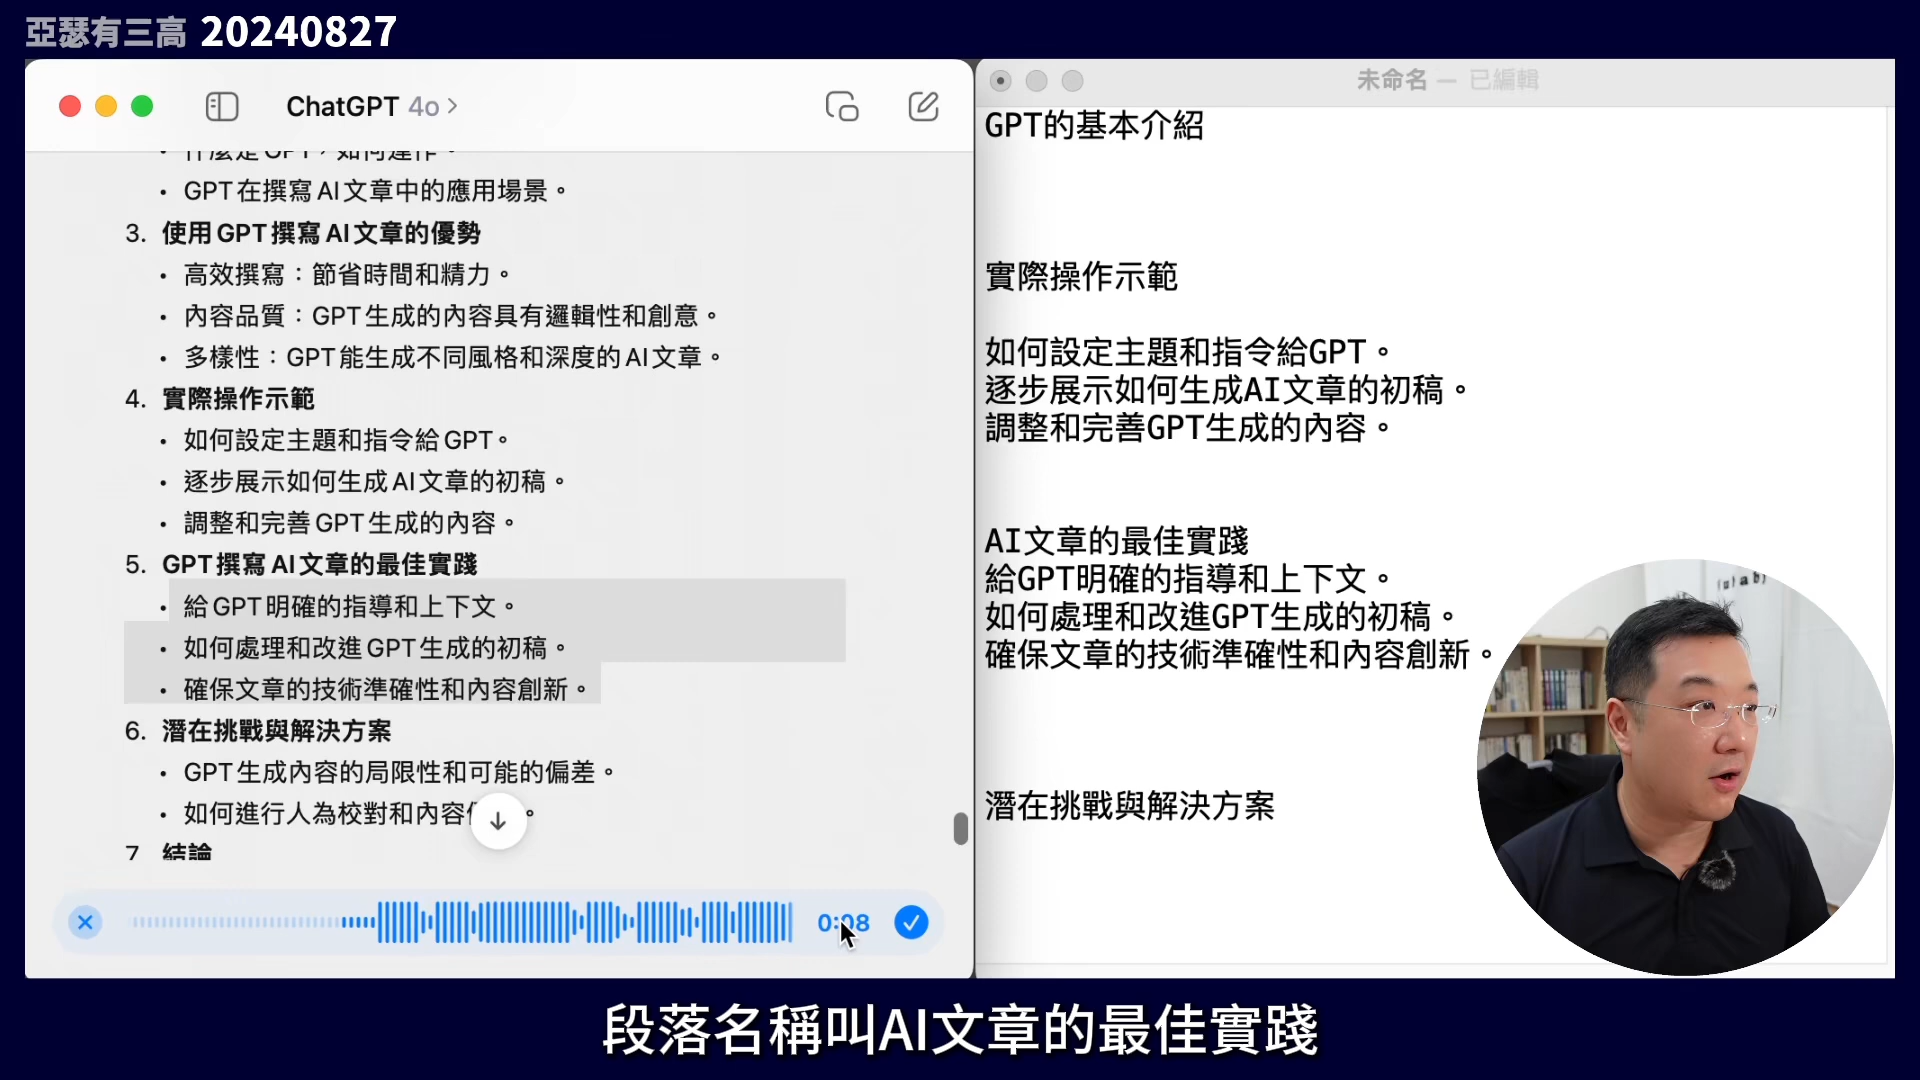 亞瑟有三高 20240827
ChatGPT 4o >
• 什麼是GPT，如何運作。
• GPT在撰寫AI文章中的應用場景。
3. 使用GPT撰寫AI文章的優勢
• 高效撰寫：節省時間和精力。
• 內容品質：GPT生成的內容具有邏輯性和創意。
• 多樣性：GPT能生成不同風格和深度的AI文章。
4. 實際操作示範
• 如何設定主題和指令給GPT。
• 逐步展示如何生成AI文章的初稿。
• 調整和完善GPT生成的內容。
5. GPT撰寫AI文章的最佳實踐
• 給GPT明確的指導和上下文。
• 如何處理和改進GPT生成的初稿。
• 確保文章的技術準確性和內容創新。
6. 潛在挑戰與解決方案
• GPT生成內容的局限性和可能的偏差。
• 如何進行人為校對和內容
7 結論
0:08
未命名 — 已編輯
GPT的基本介紹
實際操作示範
如何設定主題和指令給GPT。
逐步展示如何生成AI文章的初稿。
調整和完善GPT生成的內容。
AI文章的最佳實踐
給GPT明確的指導和上下文。
如何處理和改進GPT生成的初稿。
確保文章的技術準確性和內容創新。
潛在挑戰與解決方案
段落名稱叫AI文章的最佳實踐